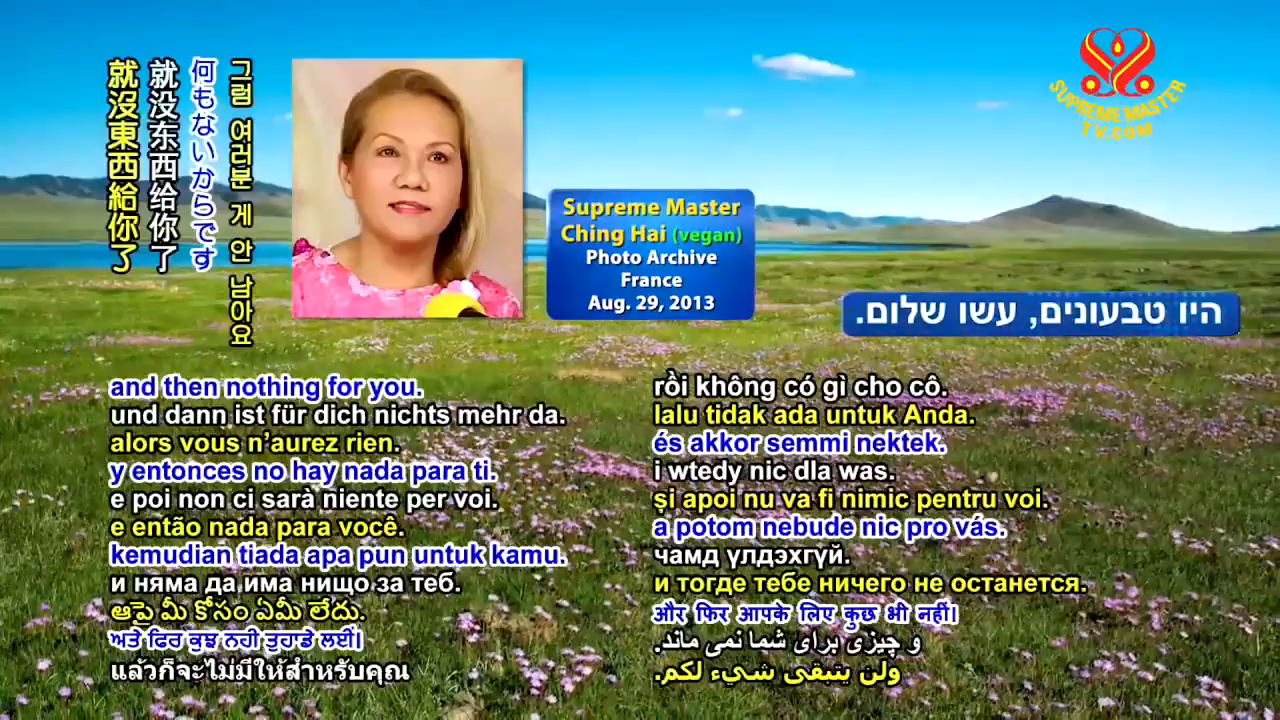 就沒東西給你了
就没东西给你了
何もないからです
그럼 여러분 게 안 남아요
SUPREME MASTER
TV.COM
Supreme Master
Ching Hai (vegan)
Photo Archive
France
Aug. 29, 2013
היו טבעונים, עשו שלום.
and then nothing for you.
und dann ist für dich nichts mehr da.
alors vous n’aurez rien.
y entonces no hay nada para ti.
e poi non ci sarà niente per voi.
e então nada para você.
kemudian tiada apa pun untuk kamu.
и няма да има нищо за теб.
ఆపై మీ కోసం ఏమీ లేదు.
ਅਤੇ ਫਿਰ ਕੁਝ ਨਹੀ ਤੁਹਾਡੇ ਲਈ।
แล้วก็จะไม่มีให้สำหรับคุณ
rồi không có gì cho cô.
lalu tidak ada untuk Anda.
és akkor semmi nektek.
i wtedy nic dla was.
și apoi nu va fi nimic pentru voi.
a potom nebude nic pro vás.
чамд үлдэхгүй.
и тогде тебе ничего не останется.
और फिर आपके लिए कुछ भी नहीं।
و چیزی برای شما نمی ماند.
ولن يتبقى شيء لكم.